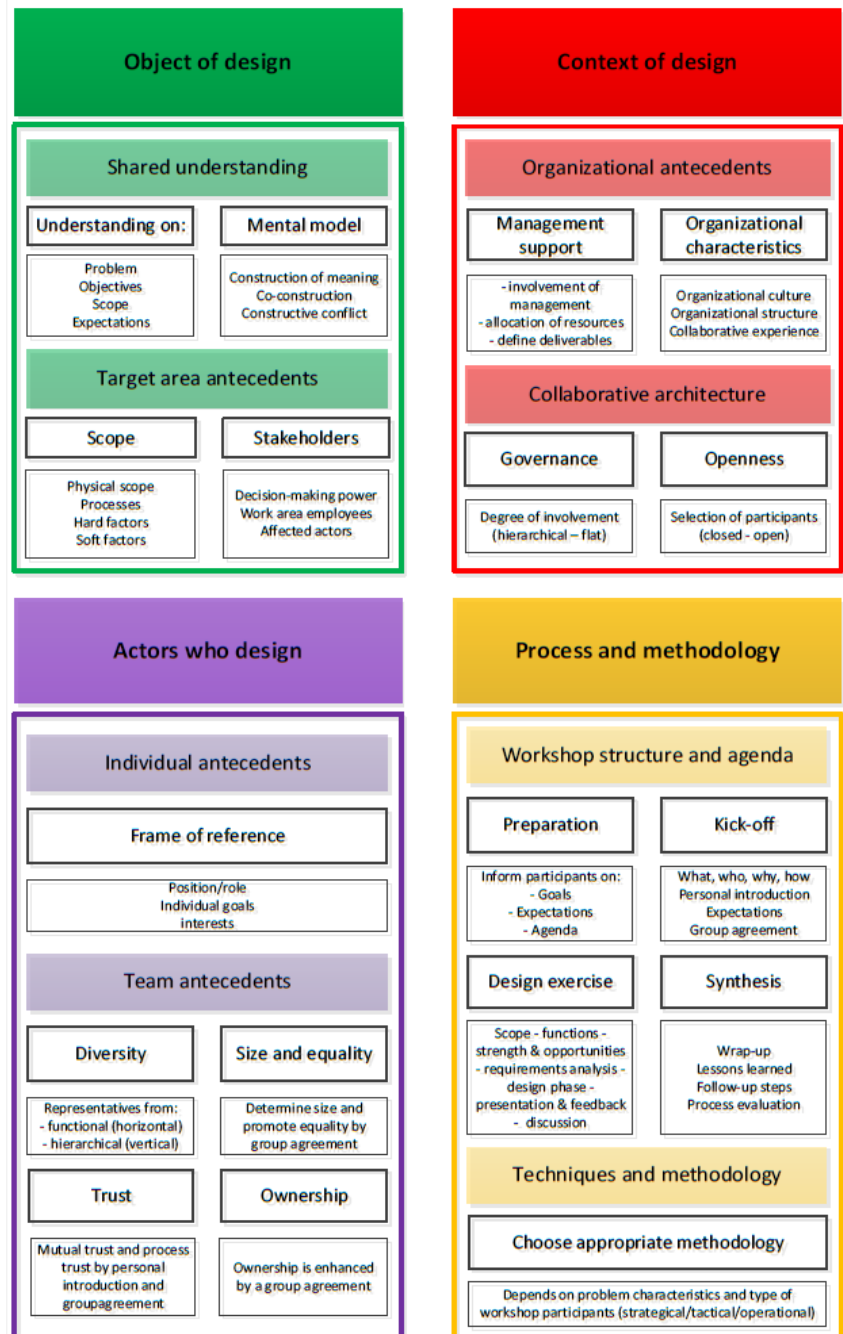 Object of design
Shared understanding
Understanding on:
Problem
Objectives
Scope
Expectations
Mental model
Construction of meaning
Co-construction
Constructive conflict
Target area antecedents
Scope
Physical scope
Processes
Hard factors
Soft factors
Stakeholders
Decision-making power
Work area employees
Affected actors
Context of design
Organizational antecedents
Management
support
- involvement of
management
- allocation of resources
- define deliverables
Organizational
characteristics
Organizational culture
Organizational structure
Collaborative experience
Collaborative architecture
Governance
Degree of involvement
(hierarchical – flat)
Openness
Selection of participants
(closed - open)
Actors who design
Individual antecedents
Frame of reference
Position/role
Individual goals
interests
Team antecedents
Diversity
Representatives from:
- functional (horizontal)
- hierarchical (vertical)
Size and equality
Determine size and
promote equality by
group agreement
Trust
Mutual trust and process
trust by personal
introduction and
groupagreement
Ownership
Ownership is enhanced
by a group agreement
Process and methodology
Workshop structure and agenda
Preparation
Inform participants on:
- Goals
- Expectations
- Agenda
Kick-off
What, who, why, how
Personal introduction
Expectations
Group agreement
Design exercise
Scope - functions -
strength & opportunities
- requirements analysis -
design phase -
presentation & feedback
- discussion
Synthesis
Wrap-up
Lessons learned
Follow-up steps
Process evaluation
Techniques and methodology
Choose appropriate methodology
Depends on problem characteristics and type of
workshop participants (strategical/tactical/operational)